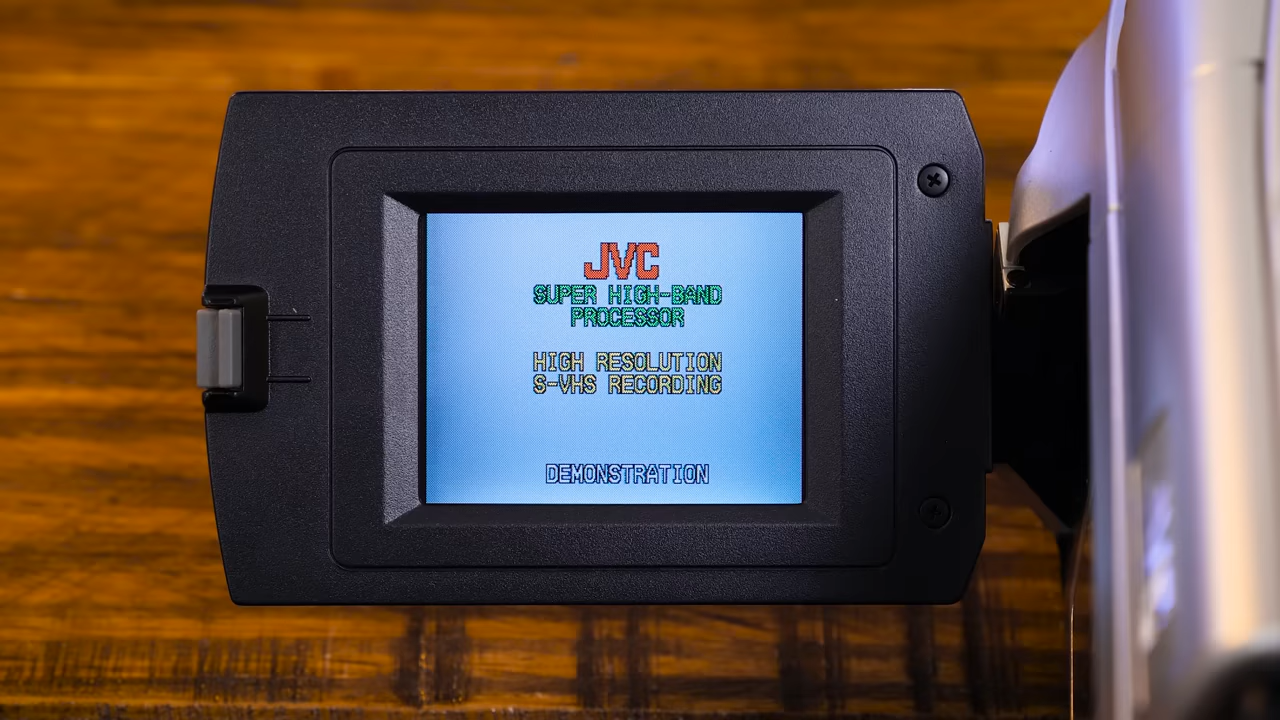 JVC
SUPER HIGH-BAND
PROCESSOR
HIGH RESOLUTION
S-VHS RECORDING
DEMONSTRATION